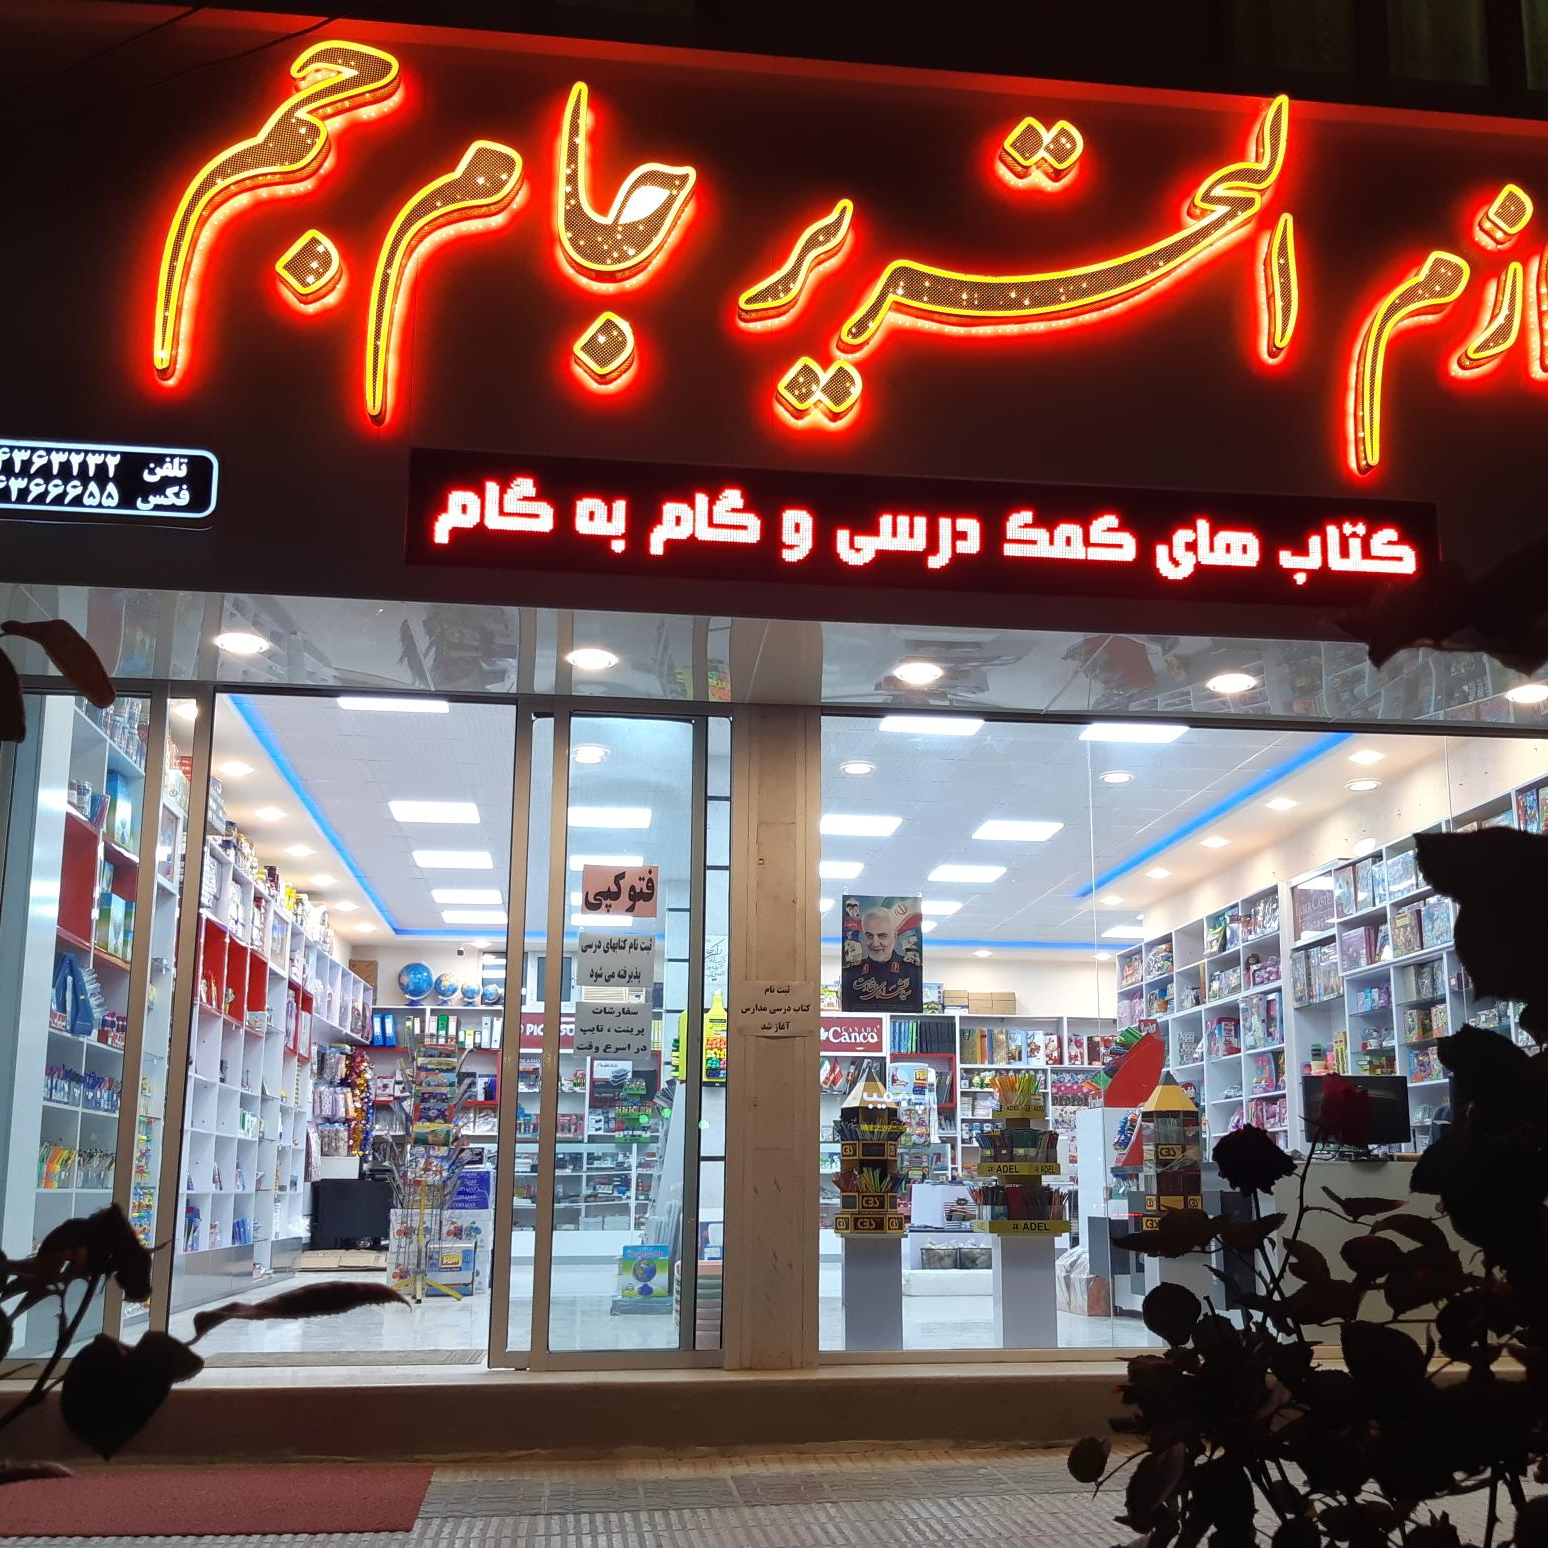 لوازم التحریر جام جم
تلفن ۴۳۶۳۲۳۲
فکس ۴۳۶۶۶۵۵
کتاب های کمک درسی و گام به گام
فتوکپی
ثبت نام کتابهای درسی
پذیرفته می شود
سفارشات
پرینت ، تایپ
در اسرع وقت
ثبت نام
کتاب درسی مدارس
آغاز شد
CANADA
Canco
ADEL
ADEL
ADEL